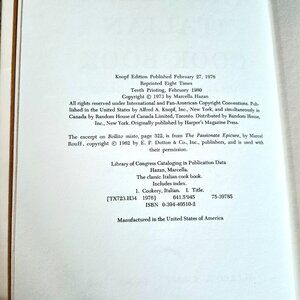 Knopf Edition Published February 27, 1976
Reprinted Eight Times
Tenth Printing, February 1980
Copyright © 1973 by Marcella Hazan
All rights reserved under International and Pan-American Copyright Conventions. Pub-
lished in the United States by Alfred A. Knopf, Inc., New York, and simultaneously in
Canada by Random House of Canada Limited, Toronto. Distributed by Random House,
Inc., New York. Originally published by Harper's Magazine Press.
The excerpt on Bollito misto, page 322, is from The Passionate Epicure, by Marcel
Rouff, copyright © 1962 by E. P. Dutton & Co., Inc., publishers, and is used with
their permission.
Library of Congress Cataloging in Publication Data
Hazan, Marcella.
The classic Italian cook book.
Includes index.
1. Cookery, Italian. I. Title.
[TX723.H34 1976] 641.5'945 75-39785
ISBN 0-394-40510-2
Manufactured in the United States of America